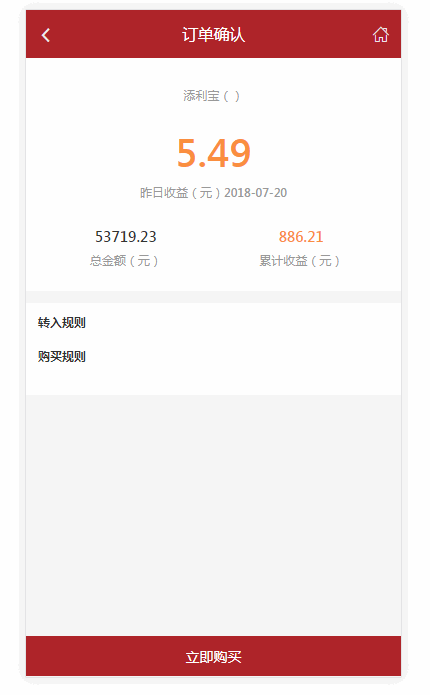 订单确认
添利宝（ ）
5.49
昨日收益（元）2018-07-20
53719.23 886.21
总金额（元） 累计收益（元）
转入规则
购买规则
立即购买